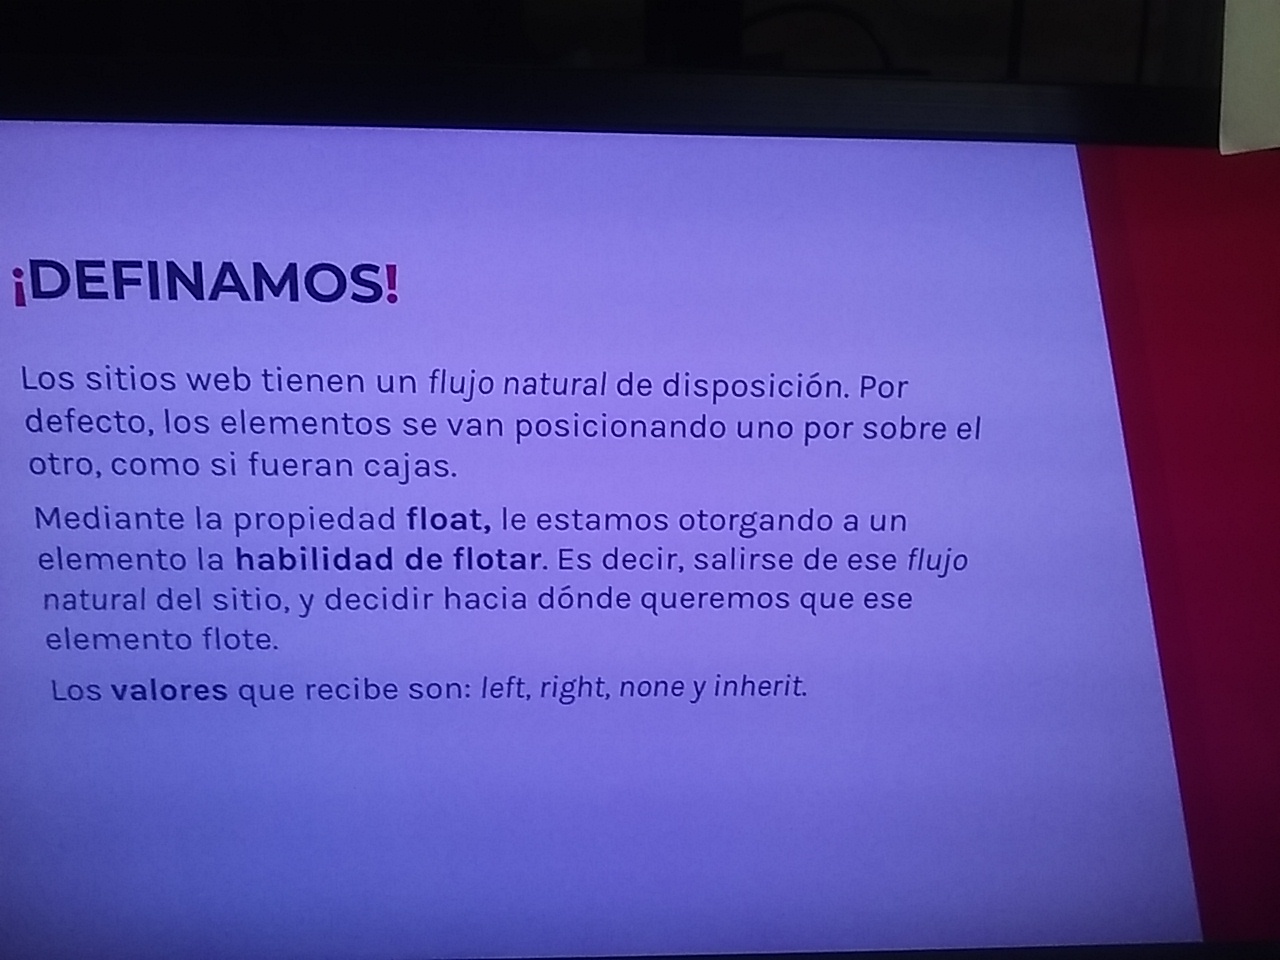 ¡DEFINAMOS!
Los sitios web tienen un flujo natural de disposición. Por
defecto, los elementos se van posicionando uno por sobre el
otro, como si fueran cajas.
Mediante la propiedad float, le estamos otorgando a un
elemento la habilidad de flotar. Es decir, salirse de ese flujo
natural del sitio, y decidir hacia dónde queremos que ese
elemento flote.
Los valores que recibe son: left, right, none y inherit.